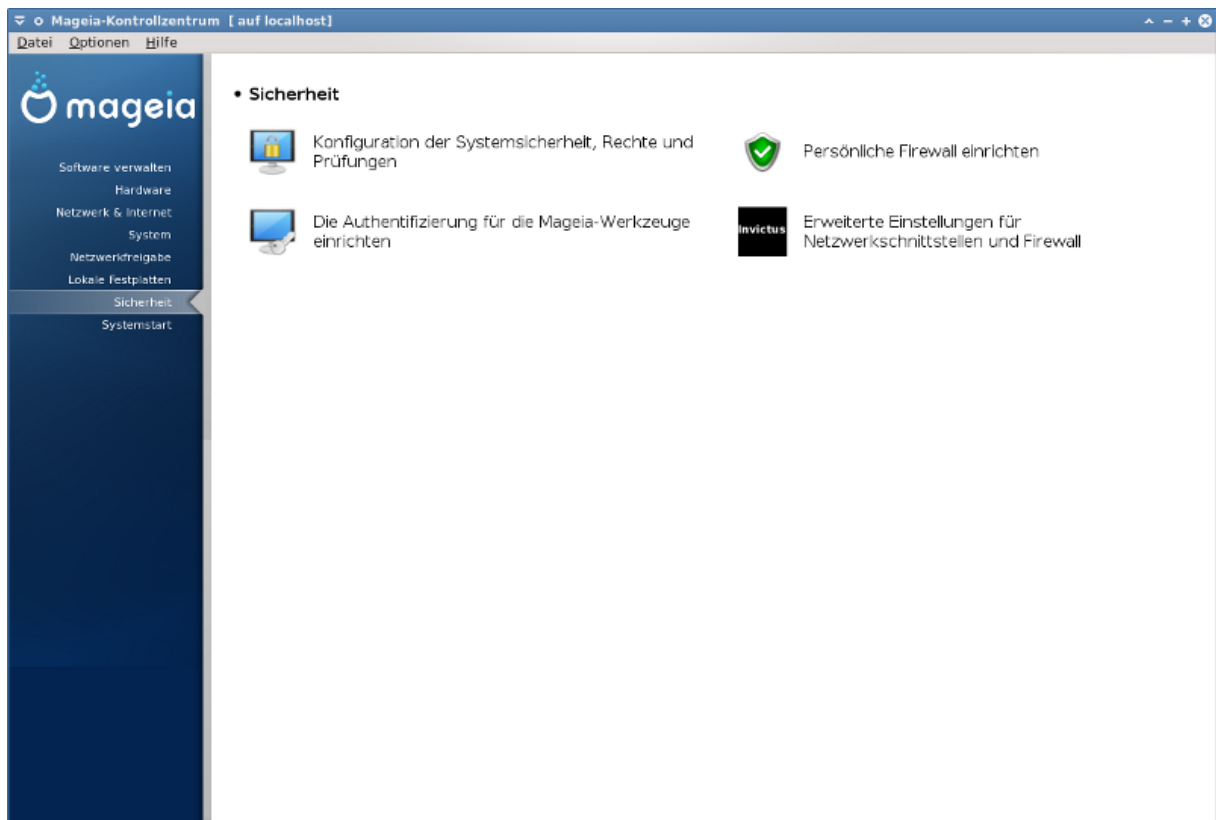 Mageia-Kontrollzentrum [ auf localhost]
Datei Optionen Hilfe
mageia
Software verwalten
Hardware
Netzwerk & Internet
System
Netzwerkfreigabe
Lokale Festplatten
Sicherheit
Systemstart
• Sicherheit
Konfiguration der Systemsicherheit, Rechte und
Prüfungen
Persönliche Firewall einrichten
Die Authentifizierung für die Mageia-Werkzeuge
einrichten
Invictus
Erweiterte Einstellungen für
Netzwerkschnittstellen und Firewall